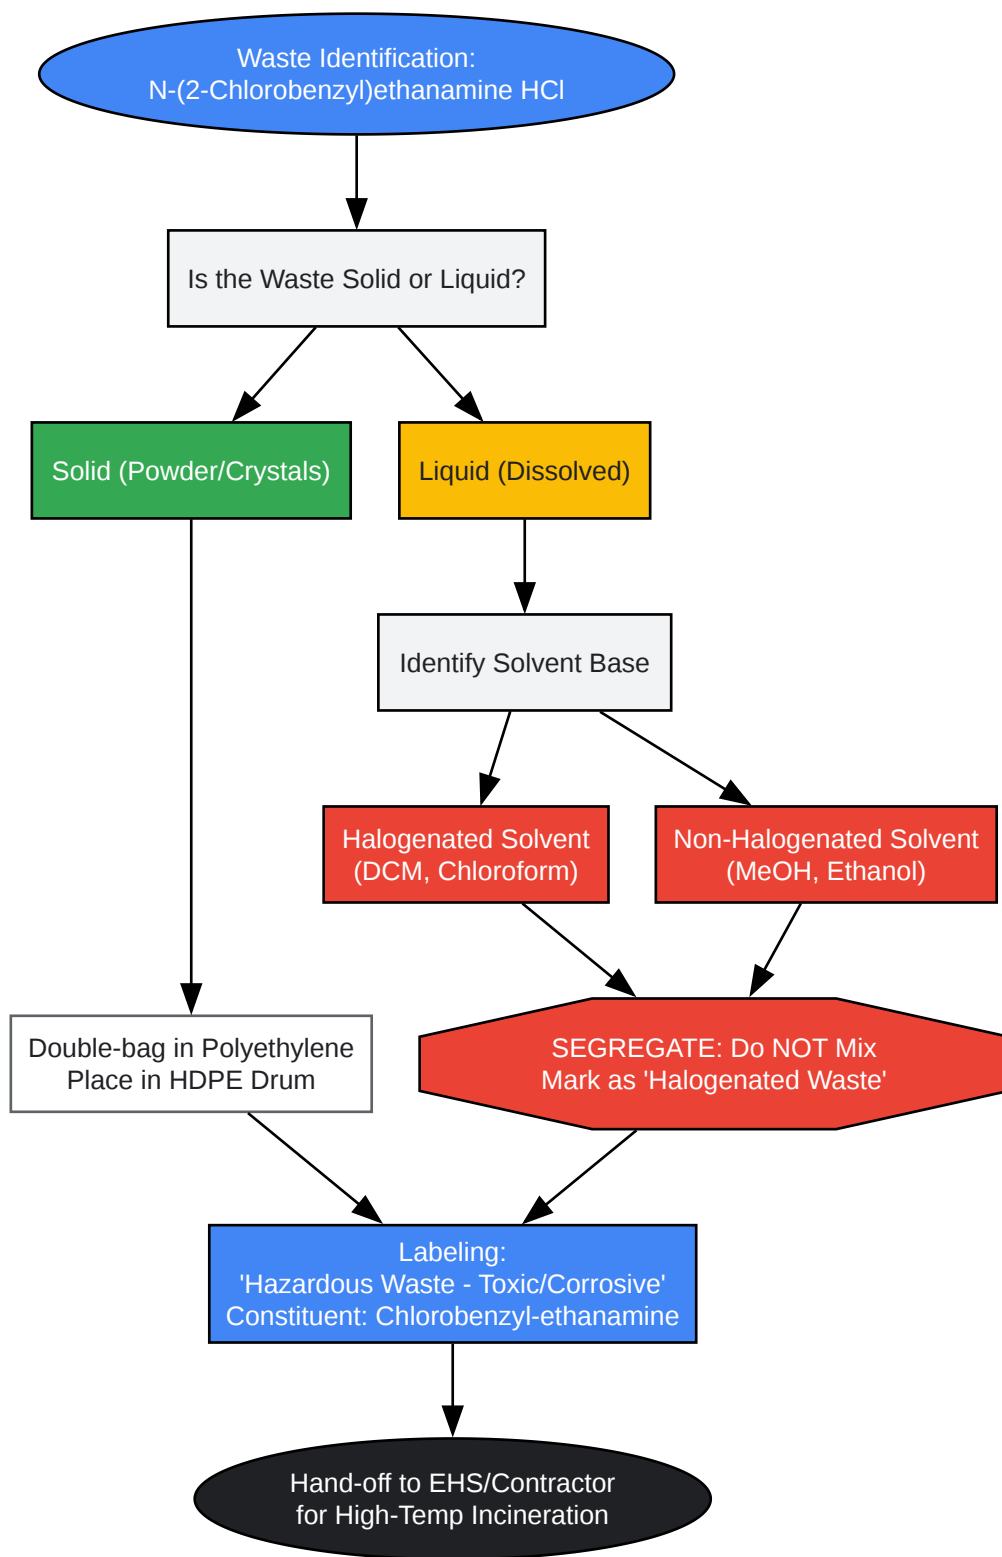 Waste Identification:
N-(2-Chlorobenzyl)ethanamine HCl
Is the Waste Solid or Liquid?
Solid (Powder/Crystals)
Liquid (Dissolved)
Identify Solvent Base
Halogenated Solvent
(DCM, Chloroform)
Non-Halogenated Solvent
(MeOH, Ethanol)
Double-bag in Polyethylene
Place in HDPE Drum
SEGREGATE: Do NOT Mix
Mark as 'Halogenated Waste'
Labeling:
'Hazardous Waste - Toxic/Corrosive'
Constituent: Chlorobenzyl-ethanamine
Hand-off to EHS/Contractor
for High-Temp Incineration